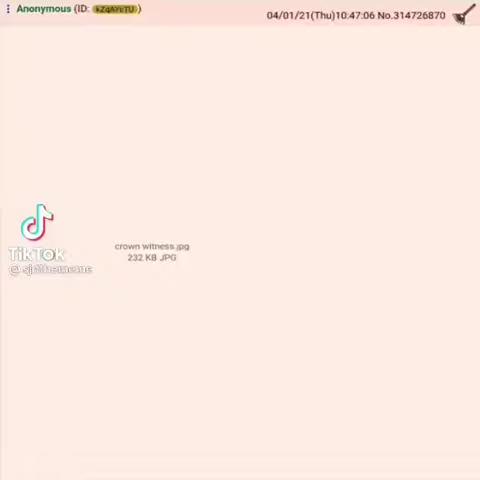 Anonymous (ID: )
04/01/21(Thu)10:47:06 No.314726870
TikTok
crown witness.jpg
232 KB JPG